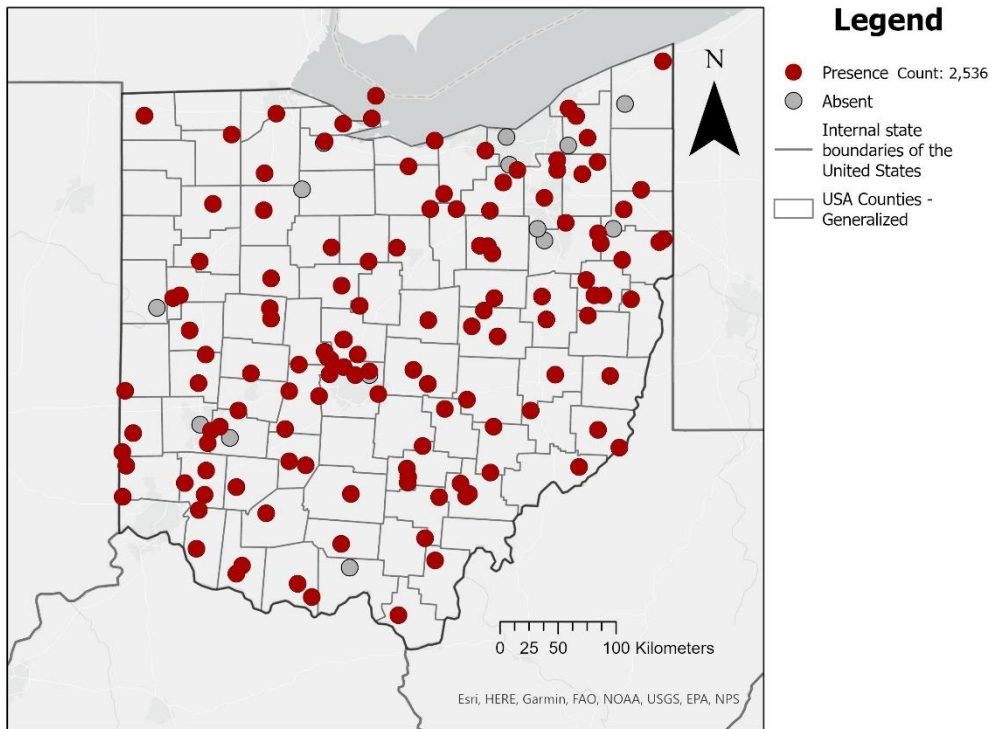 Legend
N
Presence Count: 2,536
Absent
Internal state
boundaries of the
United States
USA Counties -
Generalized
0 25 50 100 Kilometers
Esri, HERE, Garmin, FAO, NOAA, USGS, EPA, NPS